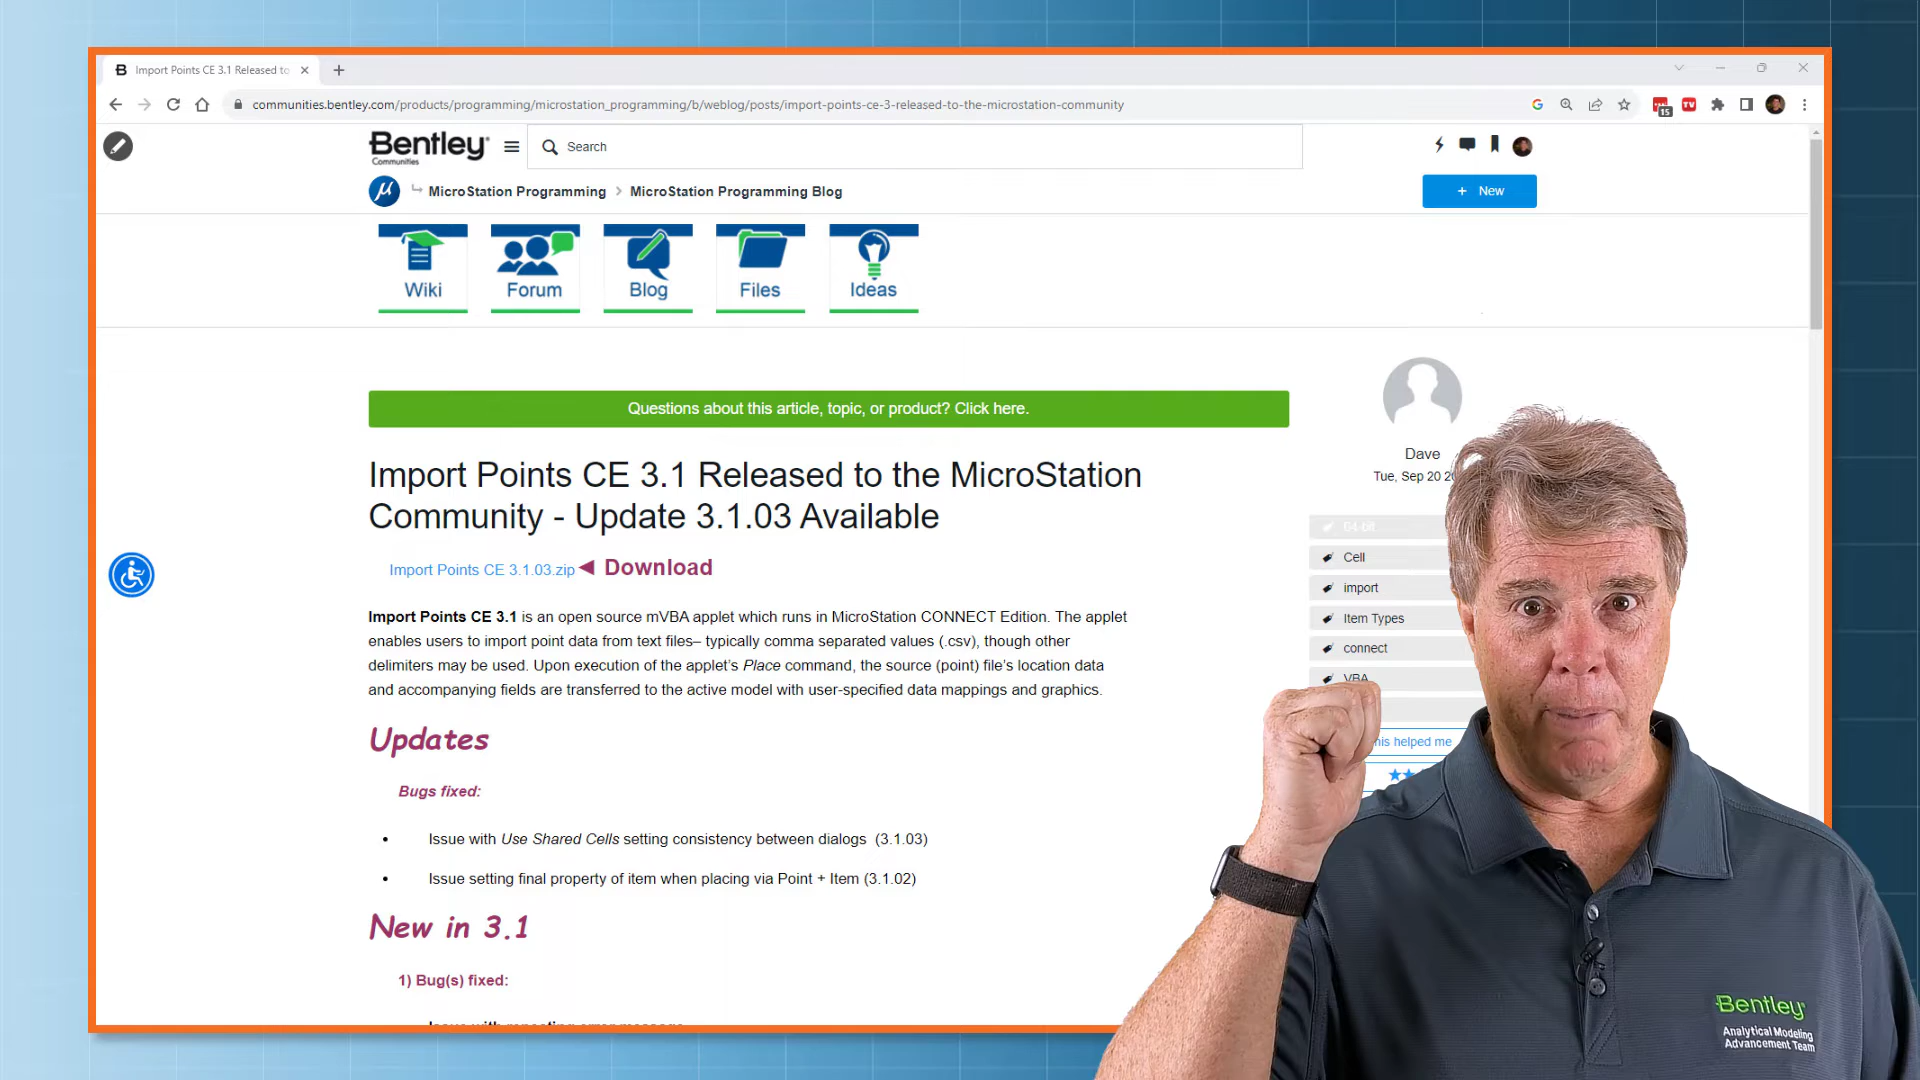 Import Points CE 3.1 Released to
communities.bentley.com/products/programming/microstation_programming/b/weblog/posts/import-points-ce-3-released-to-the-microstation-community
15
Bentley
Communities
Search
MicroStation Programming > MicroStation Programming Blog
+ New
Wiki
Forum
Blog
Files
Ideas
Questions about this article, topic, or product? Click here.
Import Points CE 3.1 Released to the MicroStation
Community - Update 3.1.03 Available
Import Points CE 3.1.03.zip ◄ Download
Import Points CE 3.1 is an open source mVBA applet which runs in MicroStation CONNECT Edition. The applet
enables users to import point data from text files– typically comma separated values (.csv), though other
delimiters may be used. Upon execution of the applet's Place command, the source (point) file's location data
and accompanying fields are transferred to the active model with user-specified data mappings and graphics.
Updates
Bugs fixed:
• Issue with Use Shared Cells setting consistency between dialogs (3.1.03)
• Issue setting final property of item when placing via Point + Item (3.1.02)
New in 3.1
1) Bug(s) fixed:
Dave
Tue, Sep 20
64-bit
Cell
import
Item Types
connect
VBA
helped me
Bentley
Analytical Modeling
Advancement Team